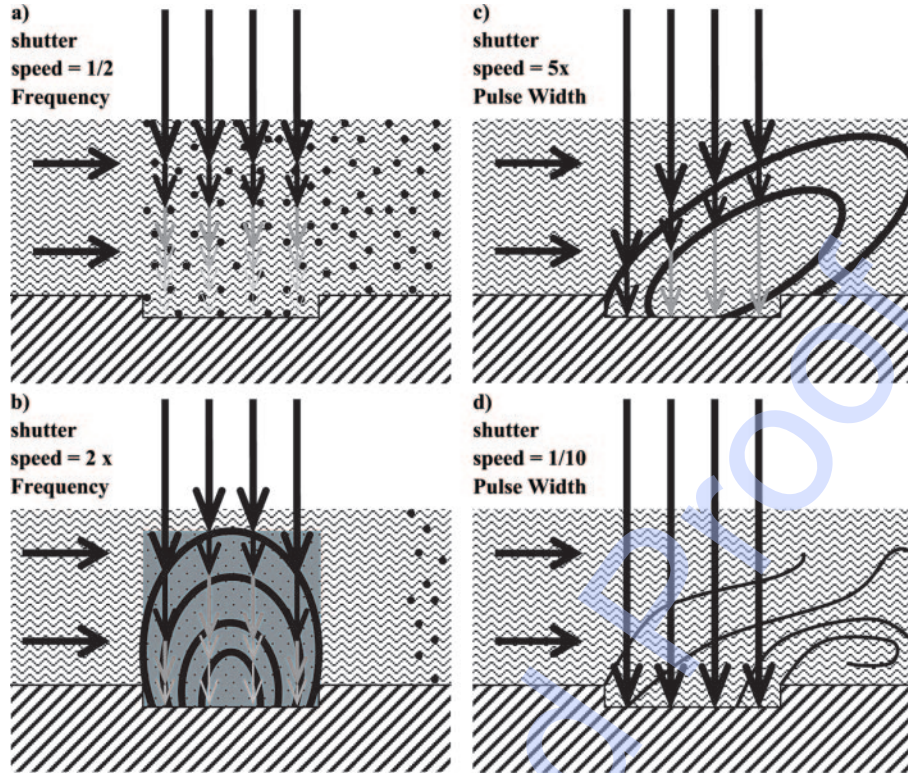 a)
shutter
speed = 1/2
Frequency
c)
shutter
speed = 5x
Pulse Width
b)
shutter
speed = 2 x
Frequency
d)
shutter
speed = 1/10
Pulse Width
d Proof